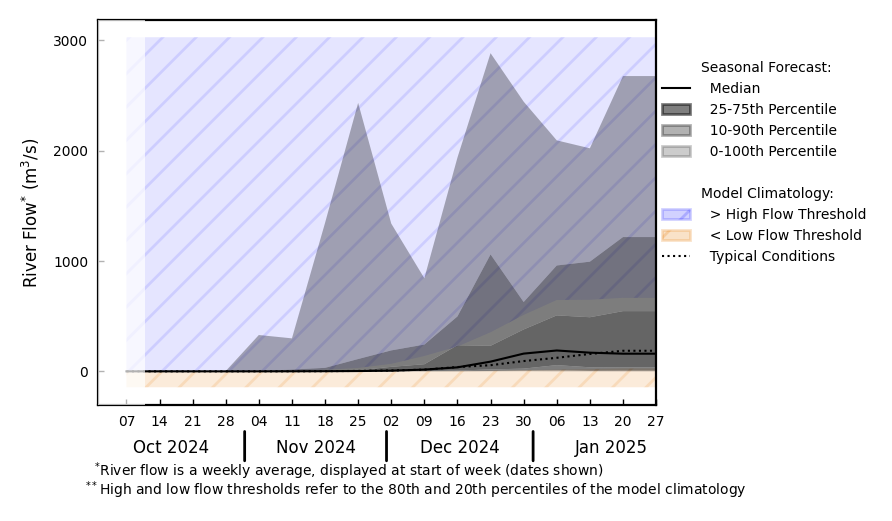 3000
2000
1000
0
River Flow* (m³/s)
07 14 21 28 04 11 18 25 02 09 16 23 30 06 13 20 27
Oct 2024 Nov 2024 Dec 2024 Jan 2025
Seasonal Forecast:
Median
25-75th Percentile
10-90th Percentile
0-100th Percentile
Model Climatology:
> High Flow Threshold
< Low Flow Threshold
Typical Conditions
*River flow is a weekly average, displayed at start of week (dates shown)
**High and low flow thresholds refer to the 80th and 20th percentiles of the model climatology